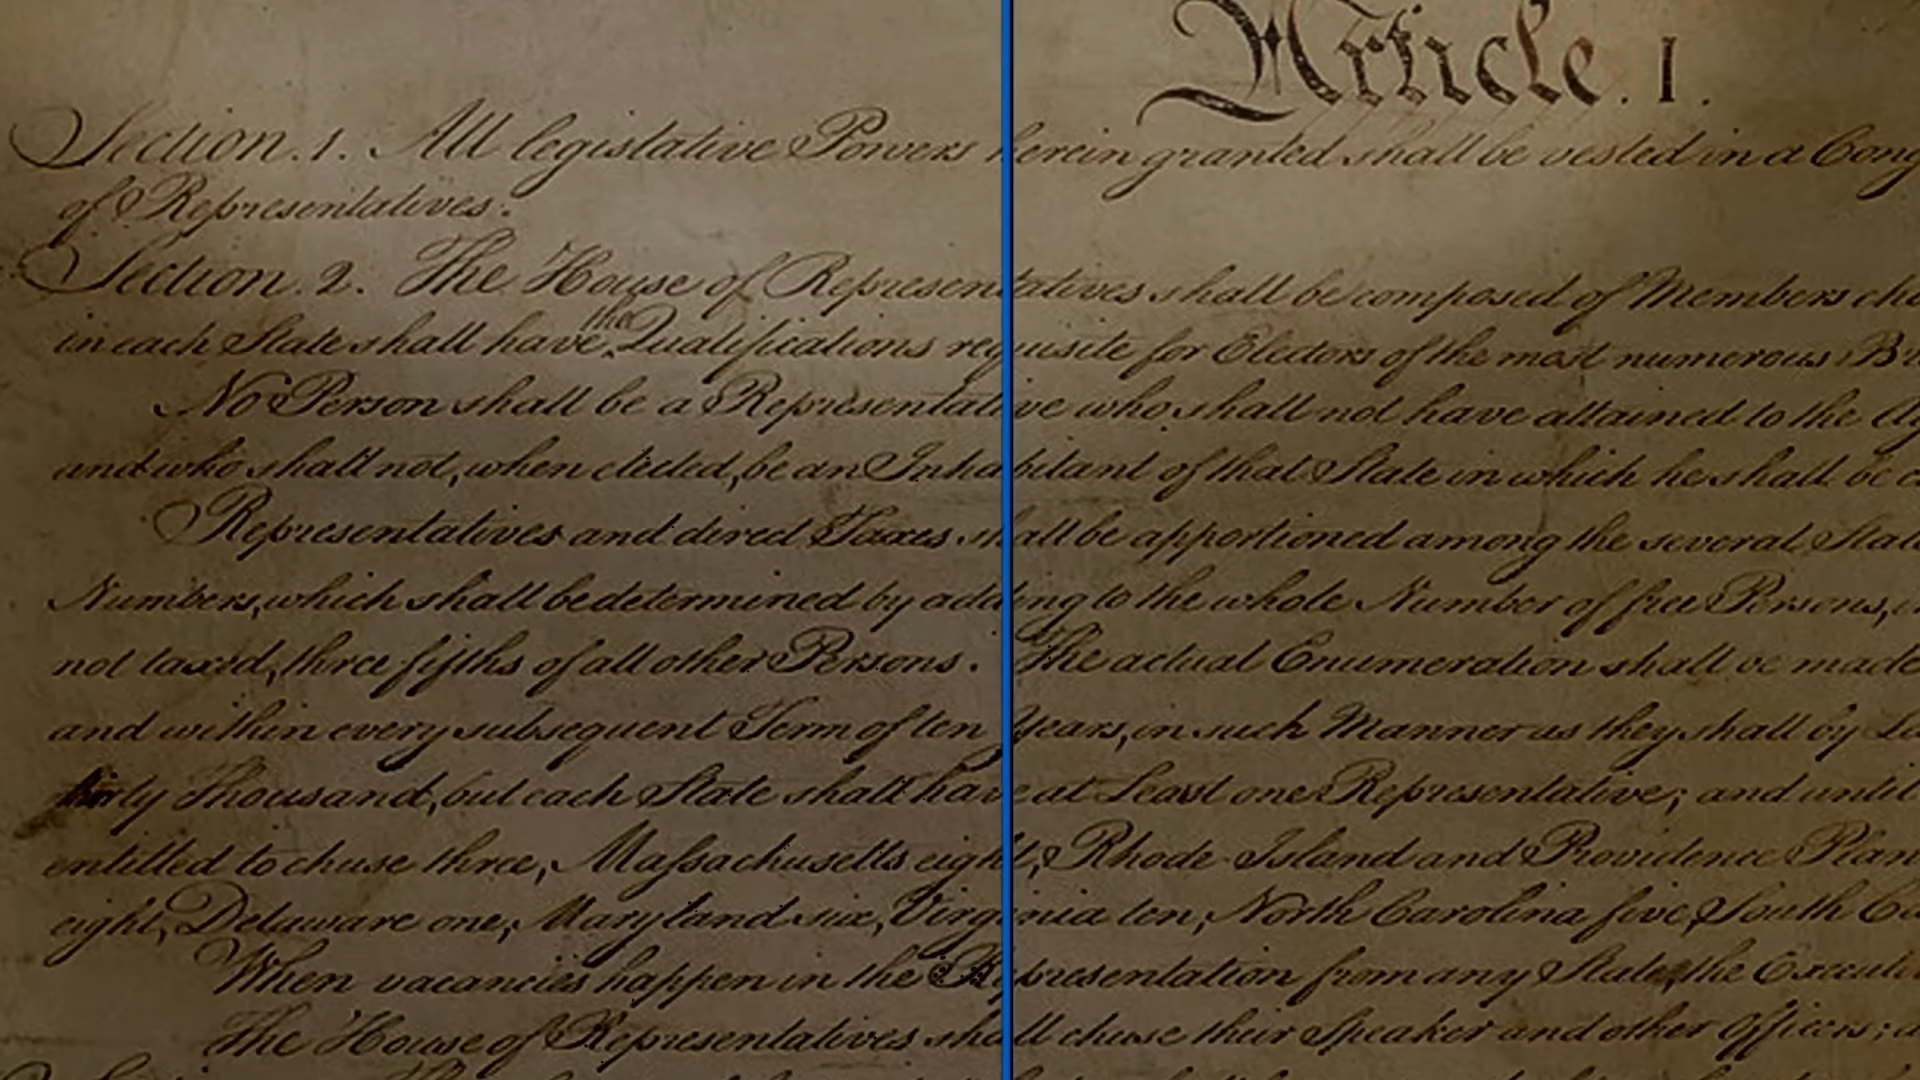 Article. I.
Section. 1. All legislative Powers herein granted shall be vested in a Cong
of Representatives.
Section. 2. The House of Representatives shall be composed of Members cho
in each State shall have the Qualifications requisite for Electors of the most numerous Br
No Person shall be a Representative who shall not have attained to the Ag
and who shall not, when elected, be an Inhabitant of that State in which he shall be c
Representatives and direct Taxes shall be apportioned among the several Stat
Numbers, which shall be determined by adding to the whole Number of free Persons, in
not taxed, three fifths of all other Persons. The actual Enumeration shall be made
and within every subsequent Term of ten Years, in such Manner as they shall by La
thirty Thousand, but each State shall have at Least one Representative; and until
entitled to chuse three, Massachusetts eight, Rhode-Island and Providence Plan
eight, Delaware one, Maryland six, Virginia ten, North Carolina five, South Ca
When vacancies happen in the Representation from any State, the Executi
The House of Representatives shall chuse their Speaker and other Officers; a